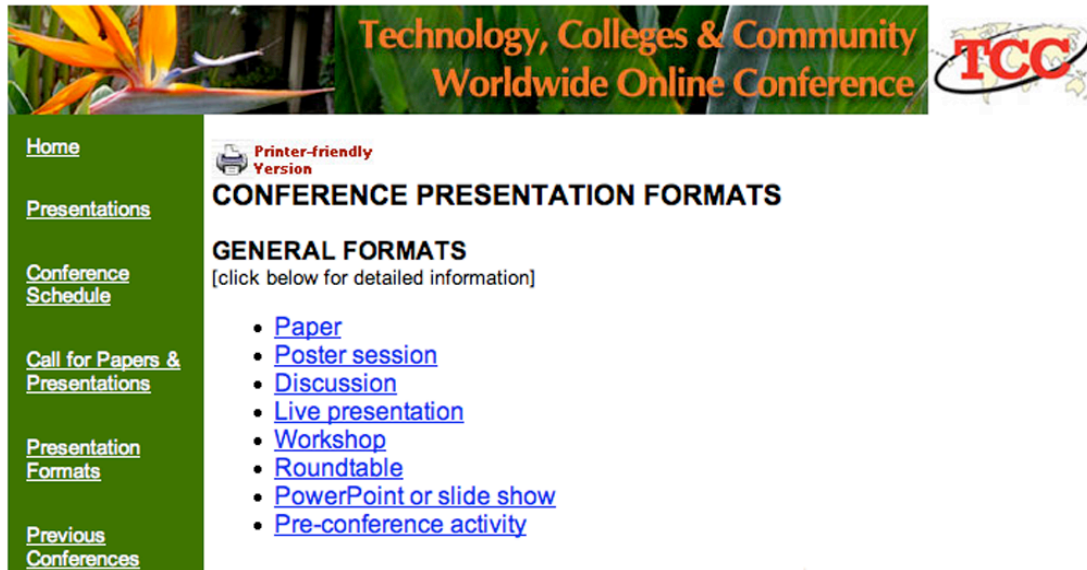 Technology, Colleges & Community
Worldwide Online Conference
TCC
Home
Presentations
Conference
Schedule
Call for Papers &
Presentations
Presentation
Formats
Previous
Conferences
Printer-friendly
Version
CONFERENCE PRESENTATION FORMATS
GENERAL FORMATS
[click below for detailed information]
• Paper
• Poster session
• Discussion
• Live presentation
• Workshop
• Roundtable
• PowerPoint or slide show
• Pre-conference activity